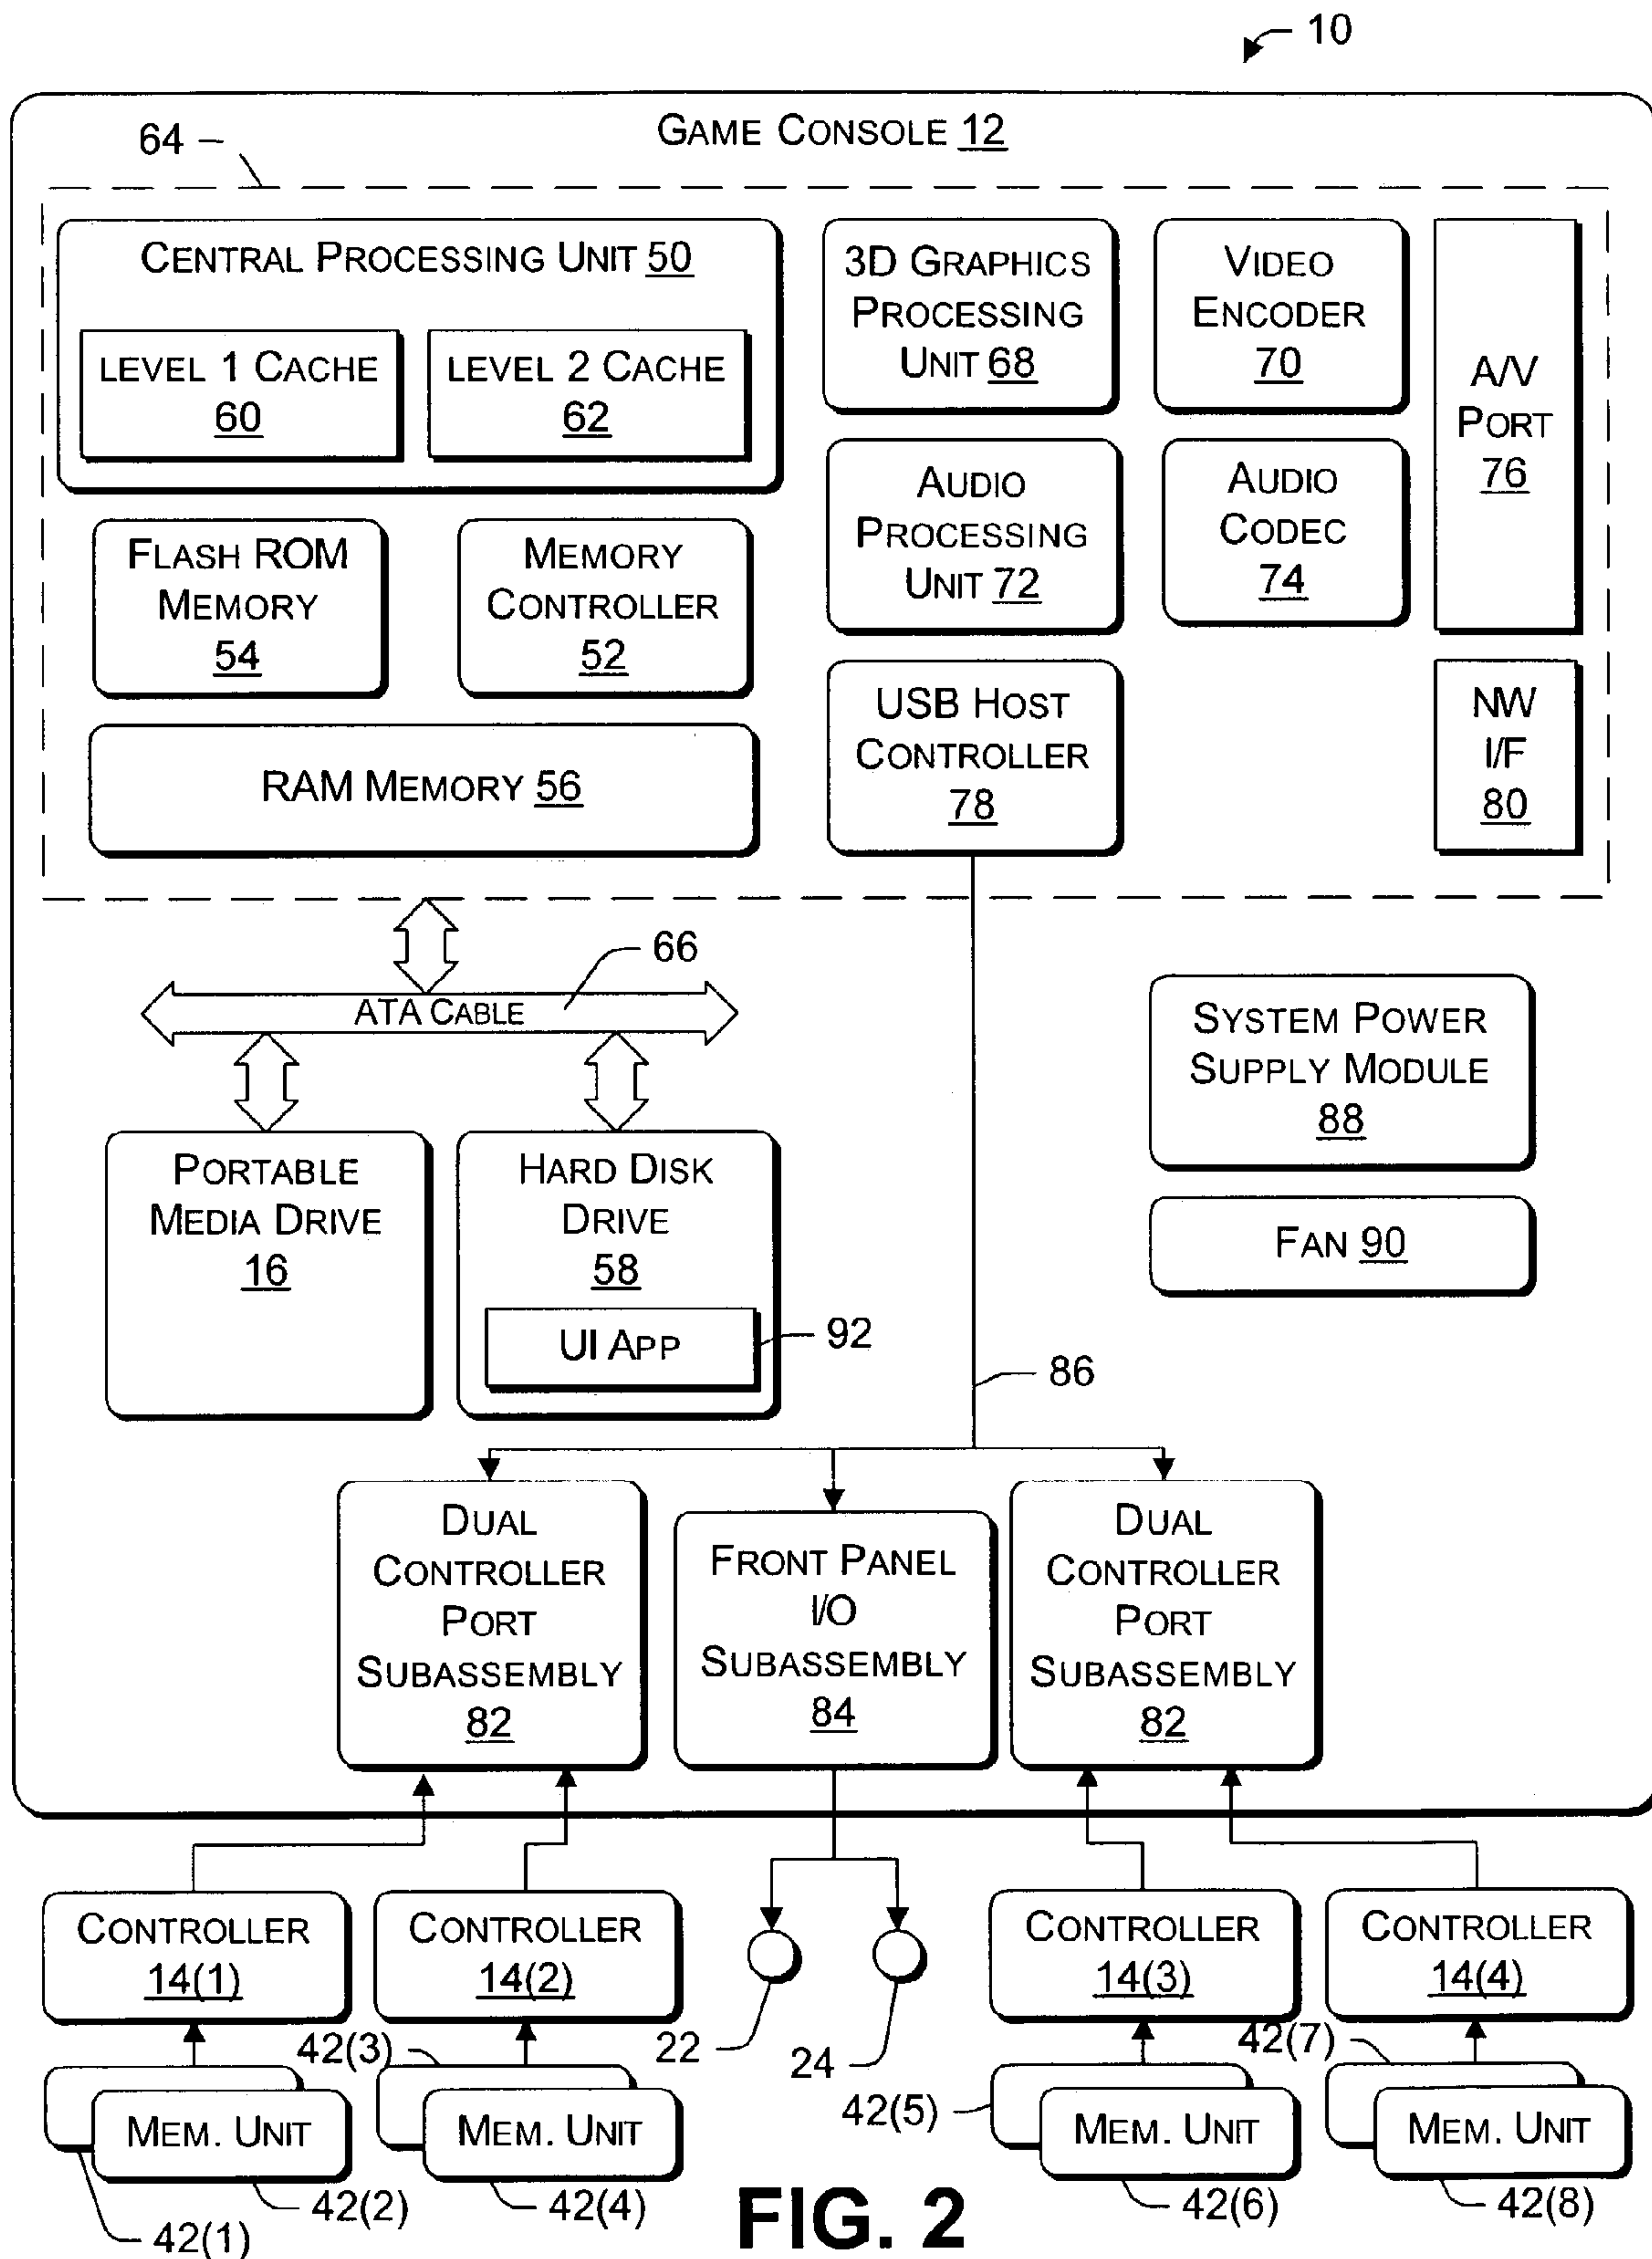 10
GAME CONSOLE 12
64
CENTRAL PROCESSING UNIT 50
LEVEL 1 CACHE
60
LEVEL 2 CACHE
62
3D GRAPHICS
PROCESSING
UNIT 68
VIDEO
ENCODER
70
A/V
PORT
76
AUDIO
PROCESSING
UNIT 72
AUDIO
CODEC
74
FLASH ROM
MEMORY
54
MEMORY
CONTROLLER
52
USB HOST
CONTROLLER
78
NW
I/F
80
RAM MEMORY 56
66
ATA CABLE
SYSTEM POWER
SUPPLY MODULE
88
PORTABLE
MEDIA DRIVE
16
HARD DISK
DRIVE
58
UI APP
92
FAN 90
86
DUAL
CONTROLLER
PORT
SUBASSEMBLY
82
FRONT PANEL
I/O
SUBASSEMBLY
84
DUAL
CONTROLLER
PORT
SUBASSEMBLY
82
CONTROLLER
14(1)
CONTROLLER
14(2)
22
24
CONTROLLER
14(3)
CONTROLLER
14(4)
MEM. UNIT
42(1)
42(2)
42(3)
MEM. UNIT
42(4)
42(5)
MEM. UNIT
42(6)
42(7)
MEM. UNIT
42(8)
FIG. 2